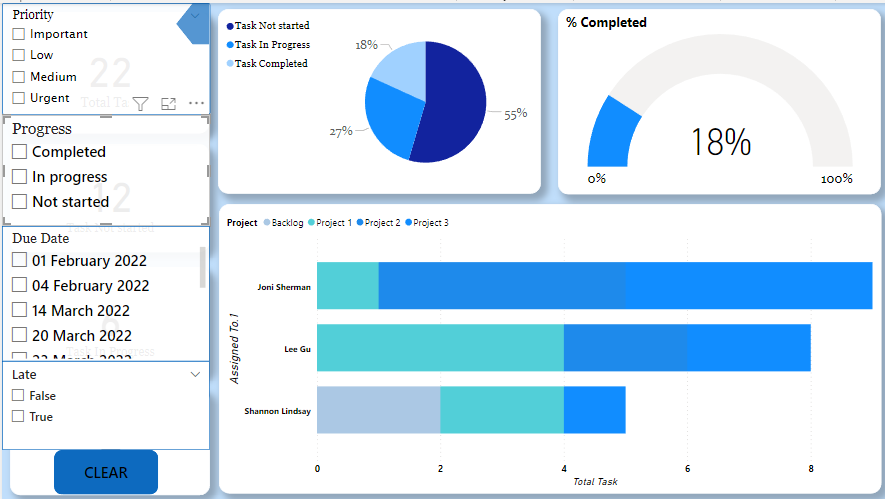 Priority
Important
Low
Medium
Urgent
22
Total Ta
Progress
Completed
In progress
Not started
12
Due Date
01 February 2022
04 February 2022
14 March 2022
20 March 2022
Late
False
True
CLEAR
Task Not started
Task In Progress
Task Completed
18%
27%
55%
% Completed
18%
0%
100%
Project Backlog Project 1 Project 2 Project 3
Assigned To.1
Joni Sherman
Lee Gu
Shannon Lindsay
0 2 4 6 8
Total Task